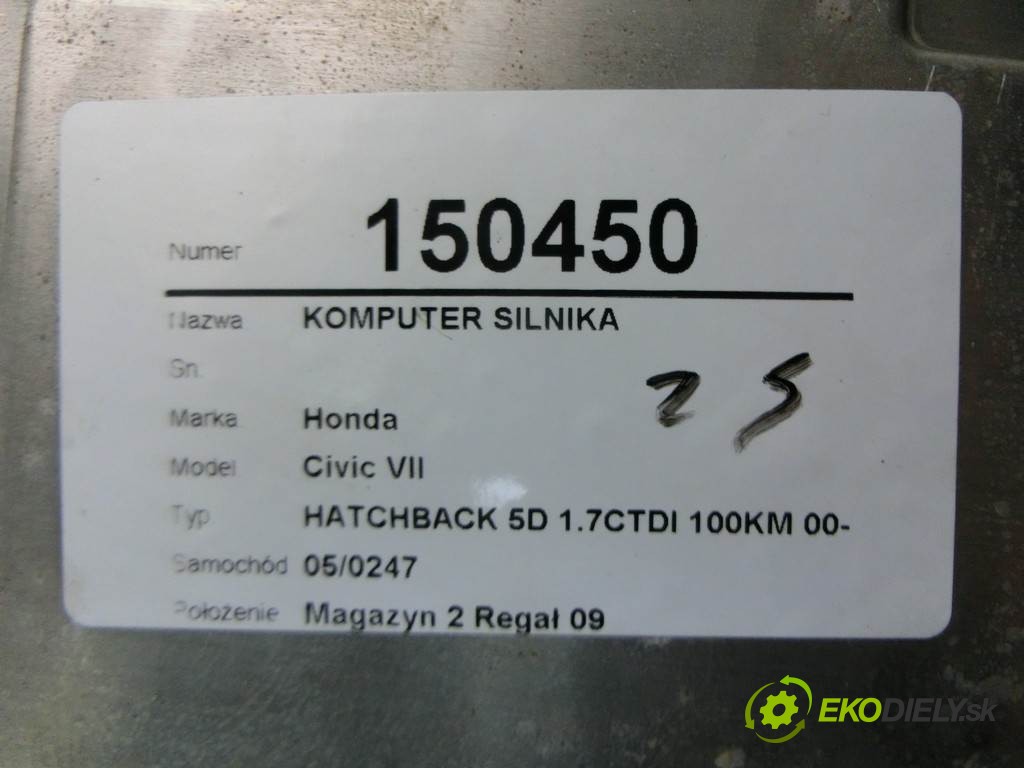 Numer 150450
Nazwa KOMPUTER SILNIKA
Sn.
25
Marka Honda
Model Civic VII
Typ HATCHBACK 5D 1.7CTDI 100KM 00-
Samochód 05/0247
Położenie Magazyn 2 Regał 09
EKODIELY.sk